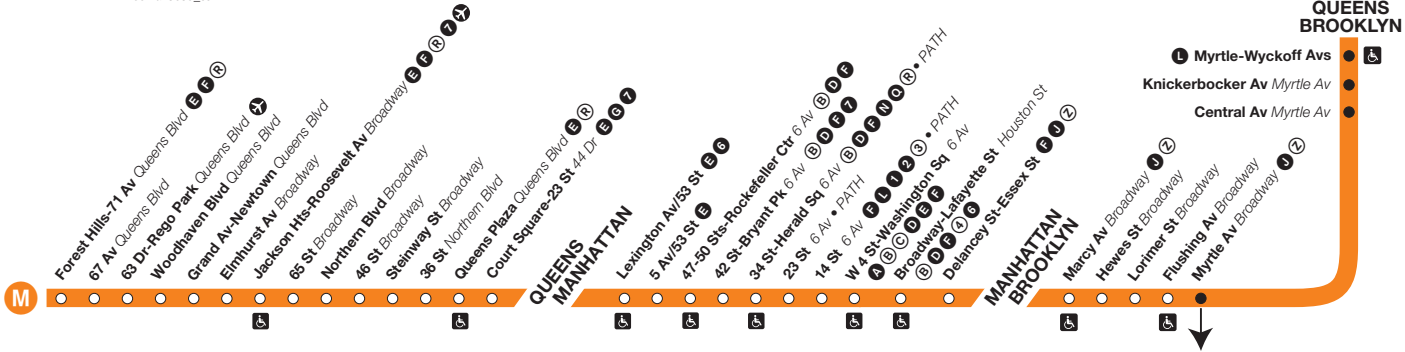 M
Forest Hills-71 Av Queens Blvd E F R
67 Av Queens Blvd
63 Dr-Rego Park Queens Blvd
Woodhaven Blvd Queens Blvd
Grand Av-Newtown Queens Blvd
Elmhurst Av Broadway
Jackson Hts-Roosevelt Av Broadway E F R 7
65 St Broadway
Northern Blvd Broadway
46 St Broadway
Steinway St Broadway
36 St Northern Blvd
Queens Plaza Queens Blvd E R
Court Square-23 St 44 Dr E G 7
QUEENS
MANHATTAN
Lexington Av/53 St E 6
5 Av/53 St E
47-50 Sts-Rockefeller Ctr 6 Av B D F
42 St-Bryant Pk 6 Av B D F 7
34 St-Herald Sq 6 Av B D F N Q R • PATH
23 St 6 Av • PATH
14 St 6 Av F L 1 2 3 • PATH
W 4 St-Washington Sq 6 Av
A B C D E F
Broadway-Lafayette St Houston St
B D F 4 6
Delancey St-Essex St F J Z
MANHATTAN
BROOKLYN
Marcy Av Broadway J Z
Hewes St Broadway
Lorimer St Broadway
Flushing Av Broadway
Myrtle Av Broadway J Z
QUEENS
BROOKLYN
L Myrtle-Wyckoff Avs
Knickerbocker Av Myrtle Av
Central Av Myrtle Av